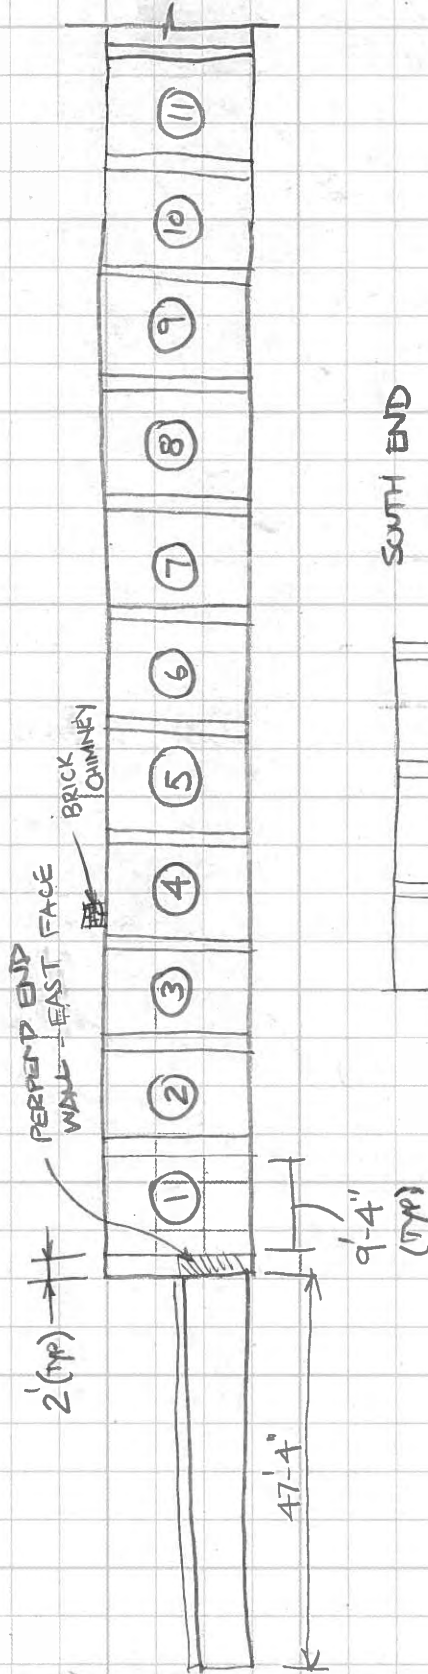 2' (TYP)
PERPEND END
WALL - EAST FACE
BRICK
CHIMNEY
1
2
3
4
5
6
7
8
9
10
11
47'-4"
9'-4"
(TYP)
SOUTH END